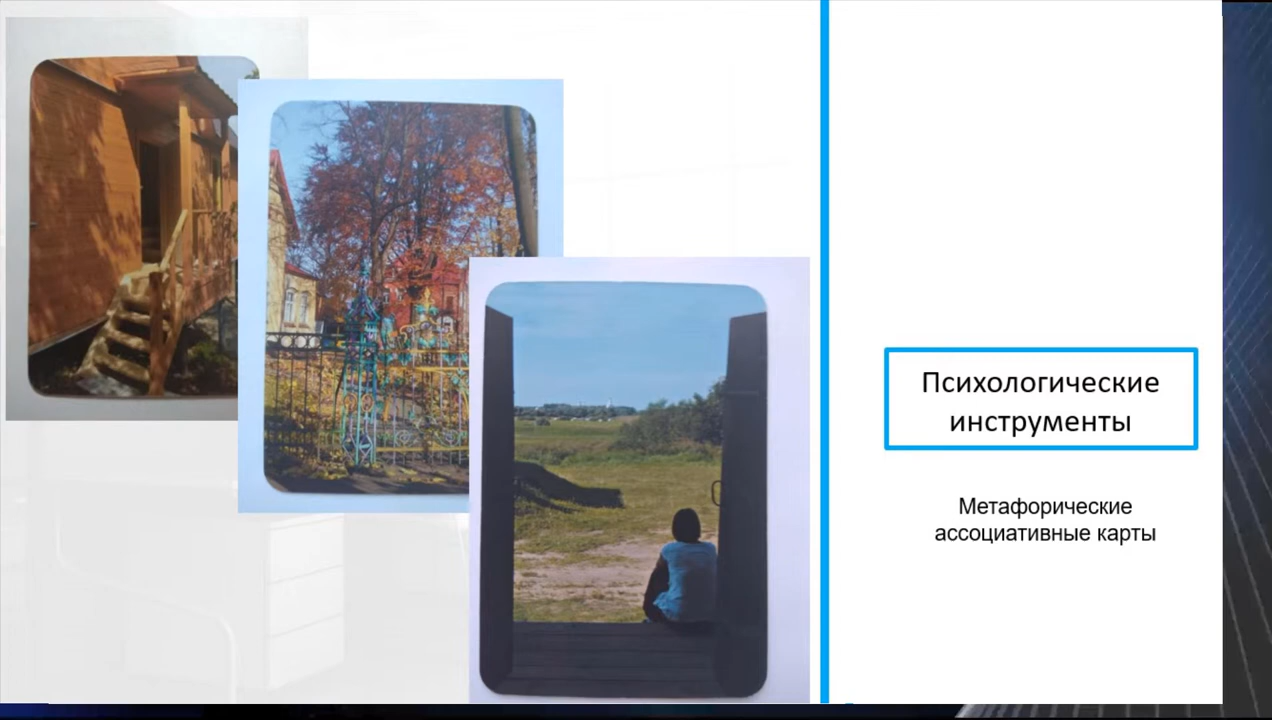 Психологические
инструменты
Метафорические
ассоциативные карты